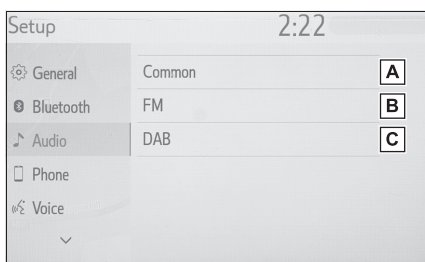 Setup
2:22
General
Bluetooth
Audio
Phone
Voice
Common A
FM B
DAB C